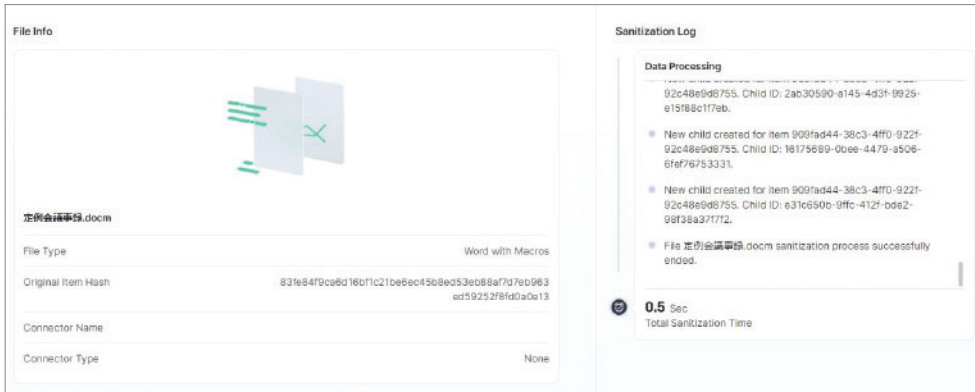 File Info
定例会議事録.docm
File Type Word with Macros
Original Item Hash 83fe84f9ca6d16bf1c21be6ec45b8ed53eb88af7d7eb963
ed59252f8fd0a0e13
Connector Name
Connector Type None
Sanitization Log
Data Processing
92c48e9d8755. Child ID: 2ab30590-a145-4d3f-9925-
e15f88c1f7eb.
New child created for item 909fad44-38c3-4ff0-922f-
92c48e9d8755. Child ID: 16175689-0bee-4479-a506-
6fef76753331.
New child created for item 909fad44-38c3-4ff0-922f-
92c48e9d8755. Child ID: e31c650b-9ffc-412f-bde2-
98f38a37f7f2.
File 定例会議事録.docm sanitization process successfully
ended.
0.5 Sec
Total Sanitization Time